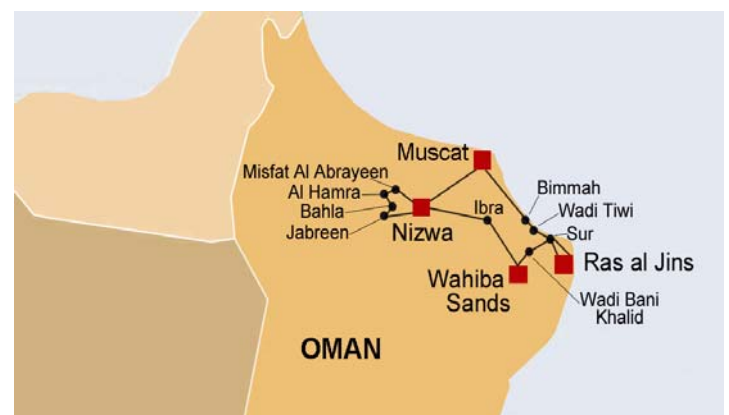 Muscat
Misfat Al Abrayeen
Al Hamra
Bahla
Jabreen
Nizwa
Ibra
Bimmah
Wadi Tiwi
Sur
Ras al Jins
Wahiba
Sands
Wadi Bani
Khalid
OMAN